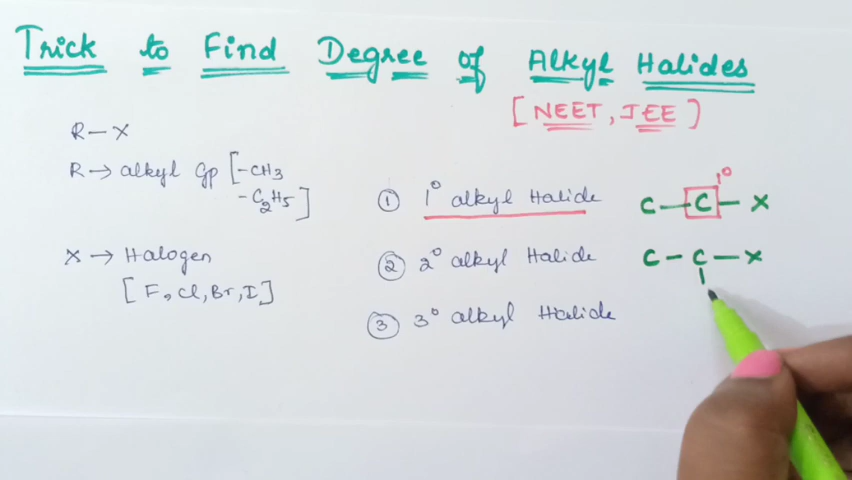 Trick to Find Degree of Alkyl Halides
[NEET, JEE)
R-X
R→ alkyl Gp [-CH3
-C2H5]
X → Halogen
[F, Cl, Br, I]
① 1° alkyl Halide
1°
C-C-X
② 2° alkyl Halide
C-C-X
③ 3° alkyl Halide